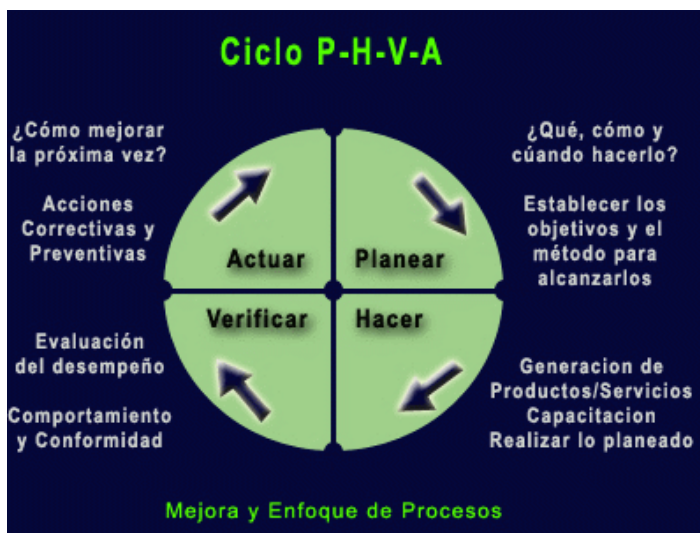 Ciclo P-H-V-A
¿Cómo mejorar
la próxima vez?
Acciones
Correctivas y
Preventivas
¿Qué, cómo y
cúando hacerlo?
Establecer los
objetivos y el
método para
alcanzarlos
Actuar
Planear
Verificar
Hacer
Evaluación
del desempeño
Comportamiento
y Conformidad
Generacion de
Productos/Servicios
Capacitacion
Realizar lo planeado
Mejora y Enfoque de Procesos